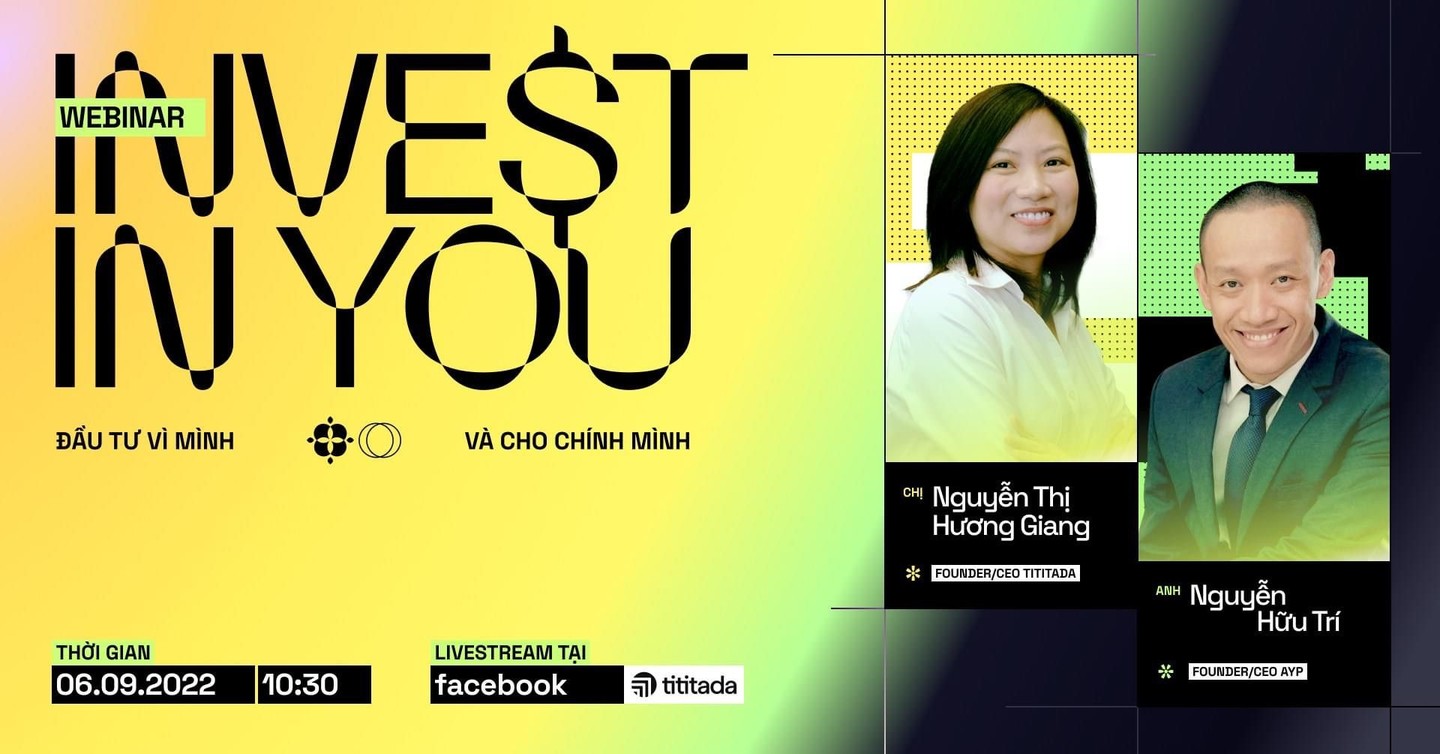 INVE$T
WEBINAR
IN YOU
ĐẦU TƯ VÌ MÌNH
VÀ CHO CHÍNH MÌNH
THỜI GIAN
06.09.2022 10:30
LIVESTREAM TẠI
facebook tititada
CHỊ Nguyễn Thị
Hương Giang
FOUNDER/CEO TITITADA
ANH Nguyễn
Hữu Trí
FOUNDER/CEO AYP